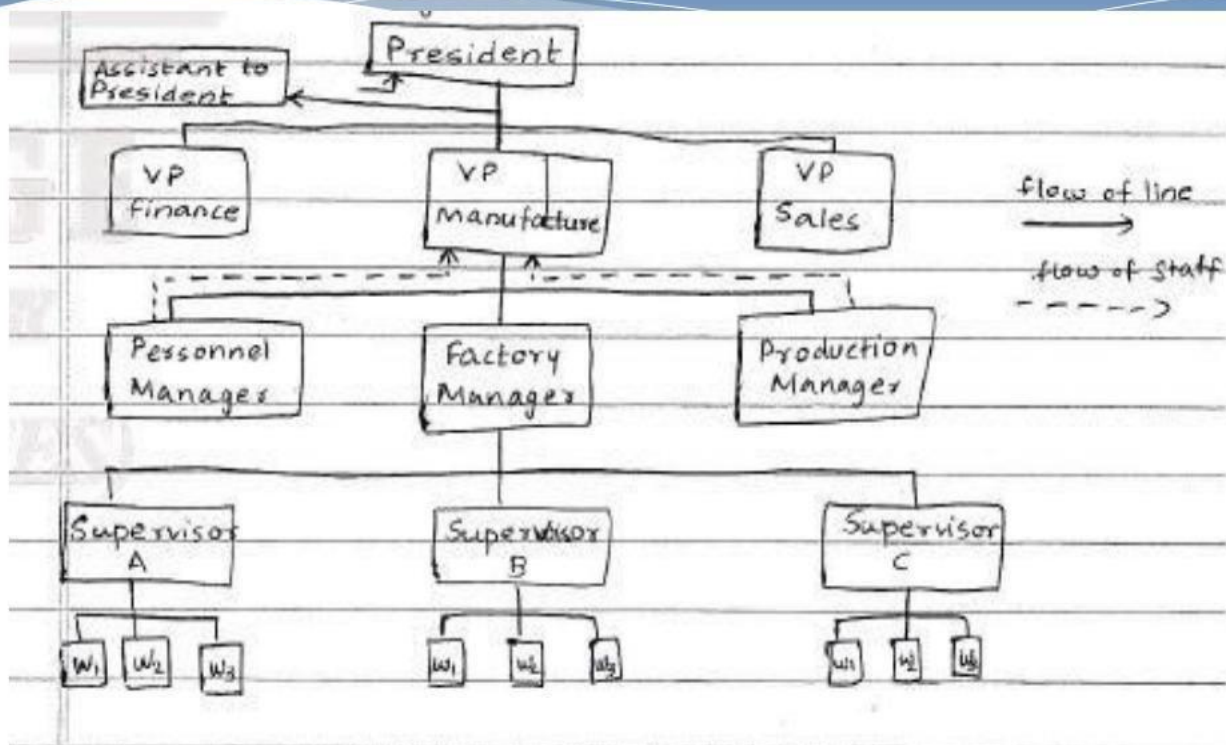 President
Assistant to
President
VP
finance
VP
Manufacture
VP
Sales
flow of line
flow of Staff
Personnel
Manager
Factory
Manager
Production
Manager
Supervisor
A
Supervisor
B
Supervisor
C
W1 W2 W3
W1 W2 W3
W1 W2 W3